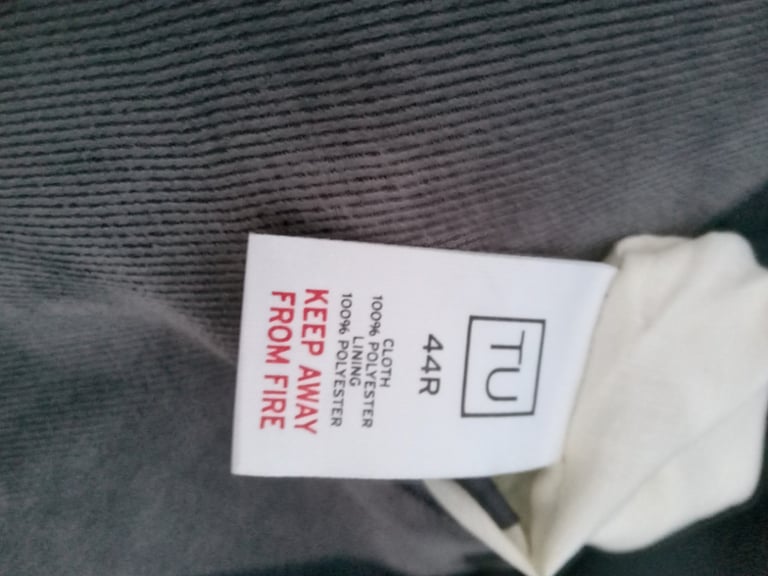 TU
44R
CLOTH
100% POLYESTER
LINING
100% POLYESTER
KEEP AWAY
FROM FIRE